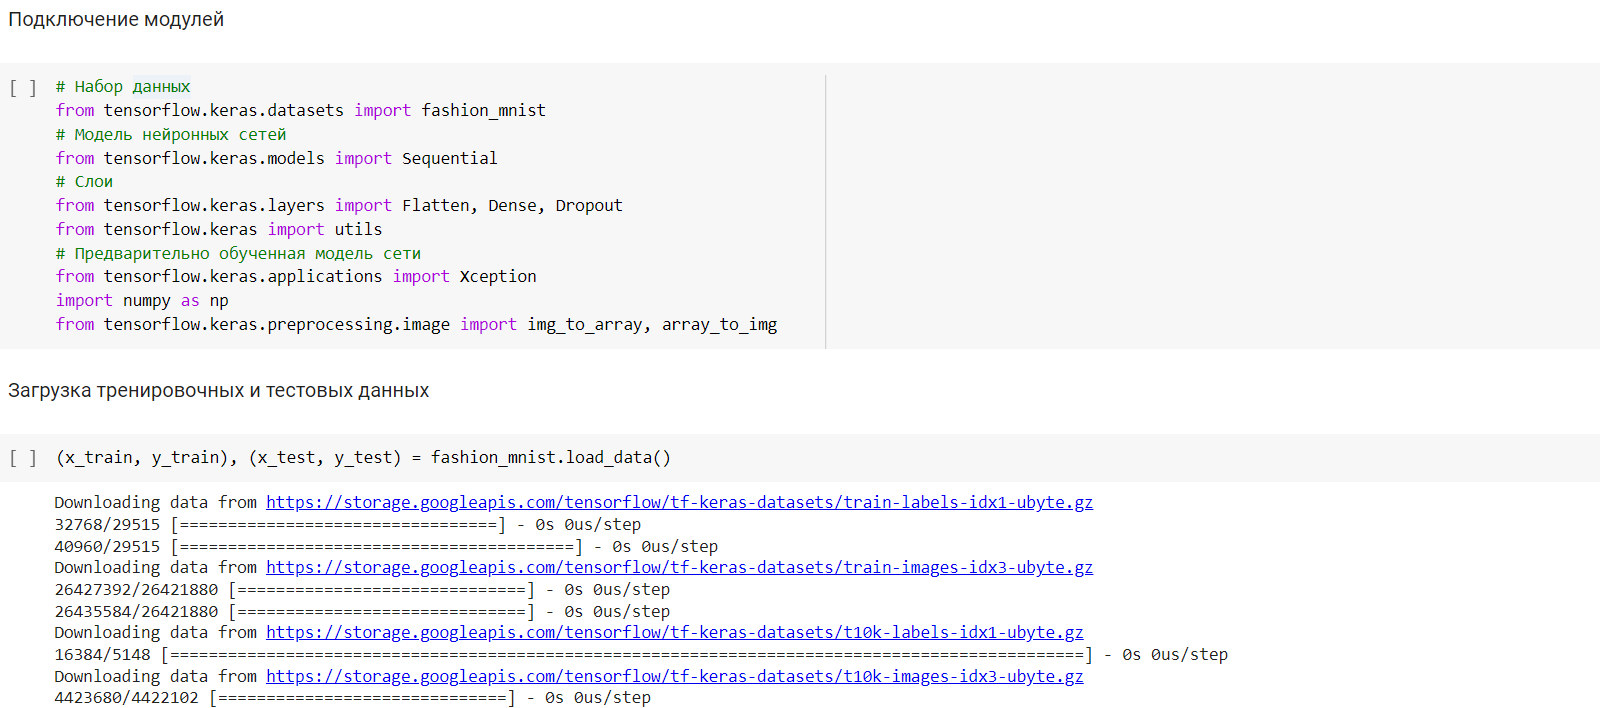 Подключение модулей
[ ] # Набор данных
from tensorflow.keras.datasets import fashion_mnist
# Модель нейронных сетей
from tensorflow.keras.models import Sequential
# Слои
from tensorflow.keras.layers import Flatten, Dense, Dropout
from tensorflow.keras import utils
# Предварительно обученная модель сети
from tensorflow.keras.applications import Xception
import numpy as np
from tensorflow.keras.preprocessing.image import img_to_array, array_to_img
Загрузка тренировочных и тестовых данных
[ ] (x_train, y_train), (x_test, y_test) = fashion_mnist.load_data()
Downloading data from https://storage.googleapis.com/tensorflow/tf-keras-datasets/train-labels-idx1-ubyte.gz
32768/29515 [=================================] - 0s 0us/step
40960/29515 [=========================================] - 0s 0us/step
Downloading data from https://storage.googleapis.com/tensorflow/tf-keras-datasets/train-images-idx3-ubyte.gz
26427392/26421880 [==============================] - 0s 0us/step
26435584/26421880 [==============================] - 0s 0us/step
Downloading data from https://storage.googleapis.com/tensorflow/tf-keras-datasets/t10k-labels-idx1-ubyte.gz
16384/5148 [===============================================================================================] - 0s 0us/step
Downloading data from https://storage.googleapis.com/tensorflow/tf-keras-datasets/t10k-images-idx3-ubyte.gz
4423680/4422102 [==============================] - 0s 0us/step